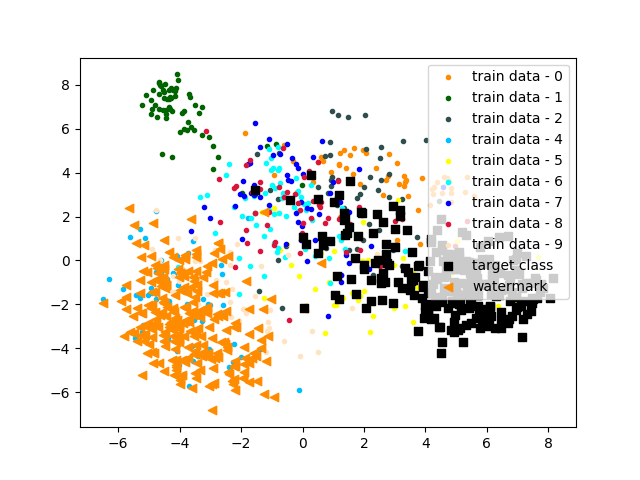 8
6
4
2
0
−2
−4
−6
−6 −4 −2 0 2 4 6 8
train data - 0
train data - 1
train data - 2
train data - 4
train data - 5
train data - 6
train data - 7
train data - 8
train data - 9
target class
watermark